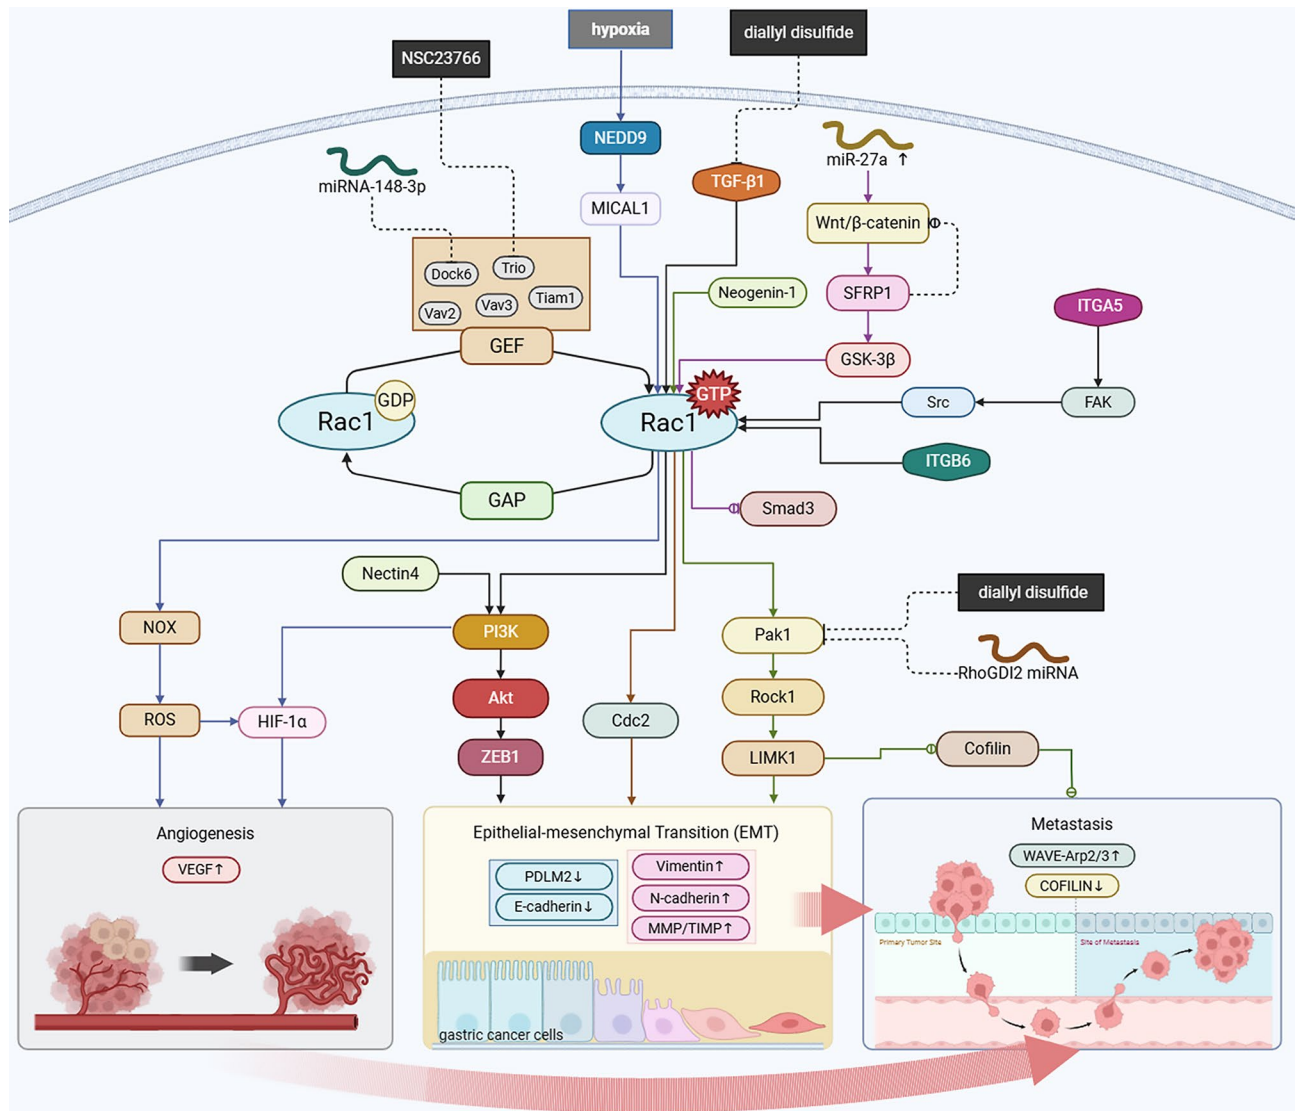 hypoxia
diallyl disulfide
NSC23766
NEDD9
miR-27a ↑
miRNA-148-3p
TGF-β1
MICAL1
Wnt/β-catenin
Dock6
Trio
Vav2
Vav3
Tiam1
Neogenin-1
SFRP1
ITGA5
GEF
GSK-3β
GDP
Rac1
GTP
Rac1
Src
FAK
ITGB6
GAP
Smad3
Nectin4
diallyl disulfide
NOX
PI3K
Pak1
RhoGDI2 miRNA
Akt
Rock1
ROS
HIF-1α
Cdc2
ZEB1
LIMK1
Cofilin
Angiogenesis
VEGF↑
Epithelial-mesenchymal Transition (EMT)
PDLM2↓
E-cadherin↓
Vimentin↑
N-cadherin↑
MMP/TIMP↑
gastric cancer cells
Metastasis
WAVE-Arp2/3↑
COFILIN↓
Primary Tumor Site
Site of Metastasis